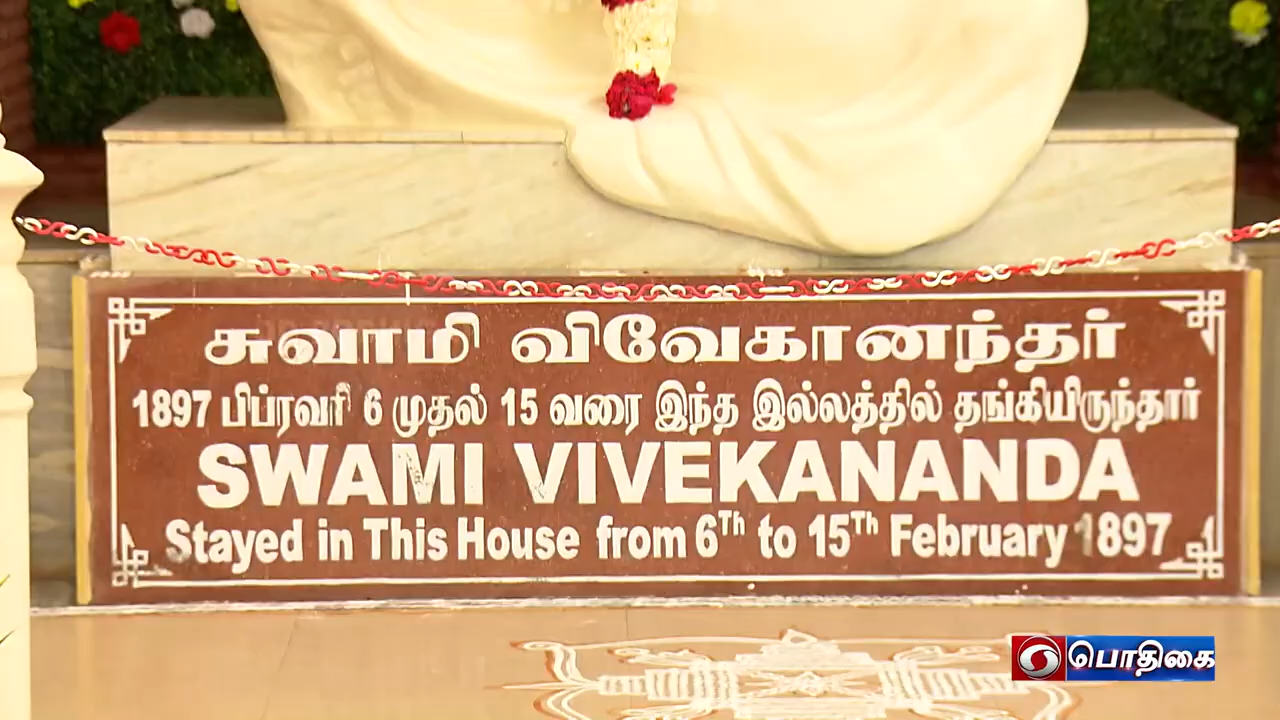 சுவாமி விவேகானந்தர்
1897 பிப்ரவரி 6 முதல் 15 வரை இந்த இல்லத்தில் தங்கியிருந்தார்
SWAMI VIVEKANANDA
Stayed in This House from 6Th to 15Th February 1897
பொதிகை